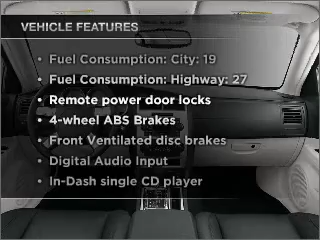 VEHICLE FEATURES
• Fuel Consumption: City: 19
• Fuel Consumption: Highway: 27
• Remote power door locks
• 4-wheel ABS Brakes
• Front Ventilated disc brakes
• Digital Audio Input
• In-Dash single CD player